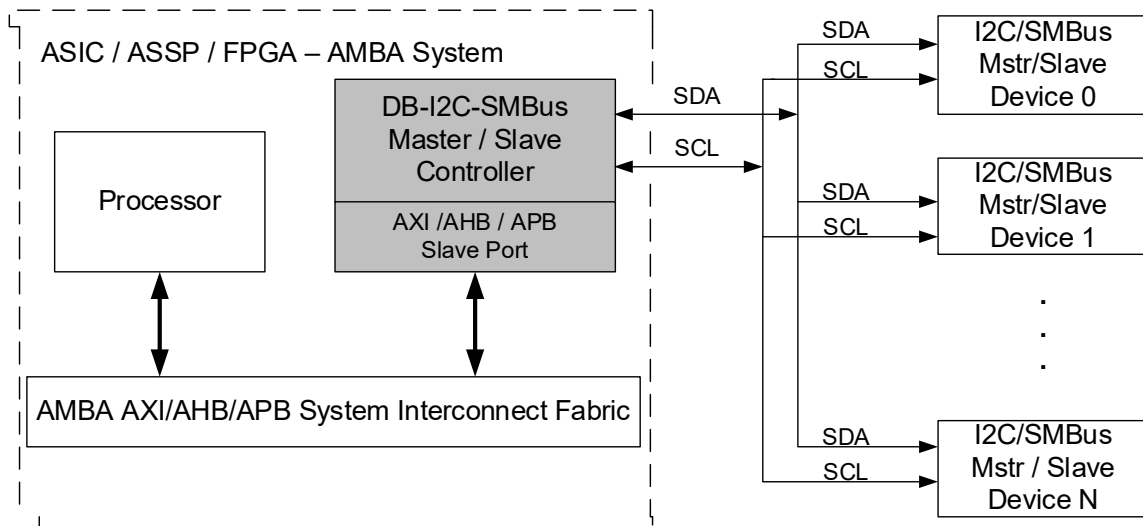 ASIC / ASSP / FPGA – AMBA System
Processor
DB-I2C-SMBus
Master / Slave
Controller
AXI /AHB / APB
Slave Port
AMBA AXI/AHB/APB System Interconnect Fabric
SDA
SCL
SDA
SCL
I2C/SMBus
Mstr/Slave
Device 0
SDA
SCL
I2C/SMBus
Mstr/Slave
Device 1
.
.
.
SDA
SCL
I2C/SMBus
Mstr / Slave
Device N